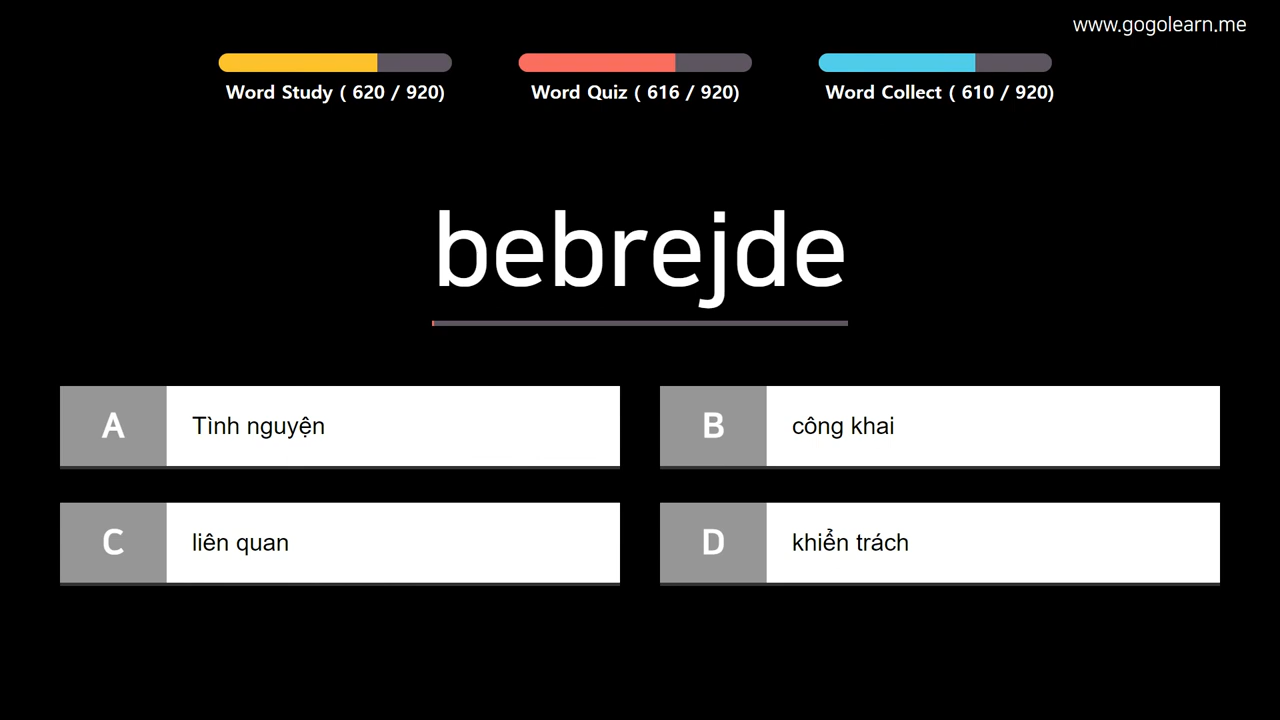 www.gogolearn.me
Word Study ( 620 / 920)
Word Quiz ( 616 / 920)
Word Collect ( 610 / 920)
bebrejde
A
Tình nguyện
B
công khai
C
liên quan
D
khiển trách